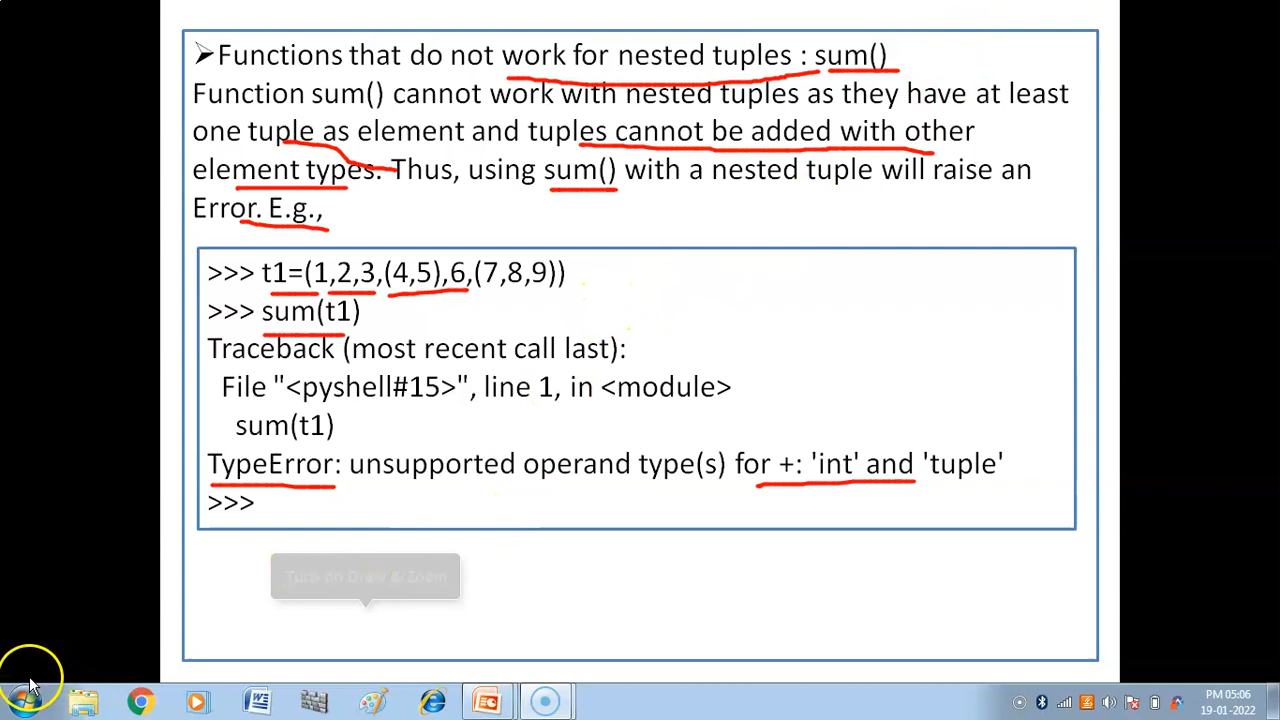 ➢Functions that do not work for nested tuples : sum()
Function sum() cannot work with nested tuples as they have at least
one tuple as element and tuples cannot be added with other
element types. Thus, using sum() with a nested tuple will raise an
Error. E.g.,
>>> t1=(1,2,3,(4,5),6,(7,8,9))
>>> sum(t1)
Traceback (most recent call last):
File "<pyshell#15>", line 1, in <module>
sum(t1)
TypeError: unsupported operand type(s) for +: 'int' and 'tuple'
>>>
Turn on Draw & Zoom
PM 05:06
19-01-2022